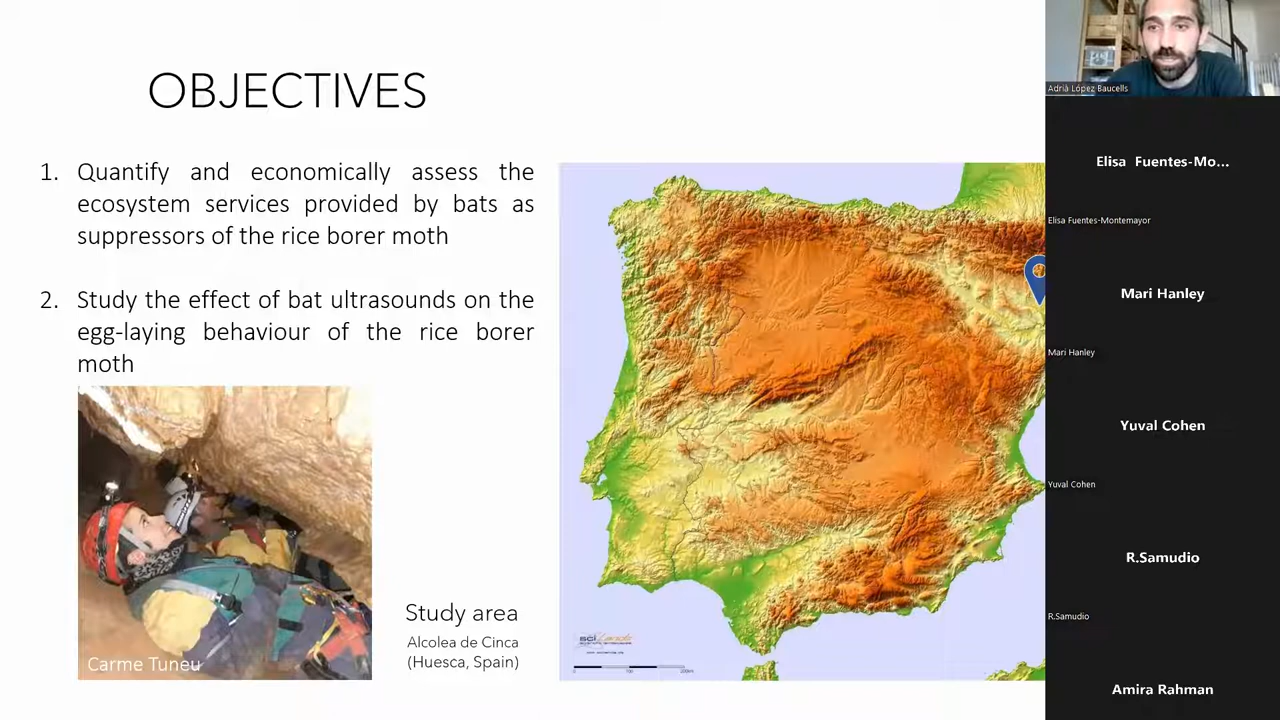 OBJECTIVES
1. Quantify and economically assess the
ecosystem services provided by bats as
suppressors of the rice borer moth
2. Study the effect of bat ultrasounds on the
egg-laying behaviour of the rice borer
moth
Carme Tuneu
Study area
Alcolea de Cinca
(Huesca, Spain)
Adrià López Baucells
Elisa Fuentes-Mo...
Elisa Fuentes-Montemayor
Mari Hanley
Mari Hanley
Yuval Cohen
Yuval Cohen
R.Samudio
R.Samudio
Amira Rahman